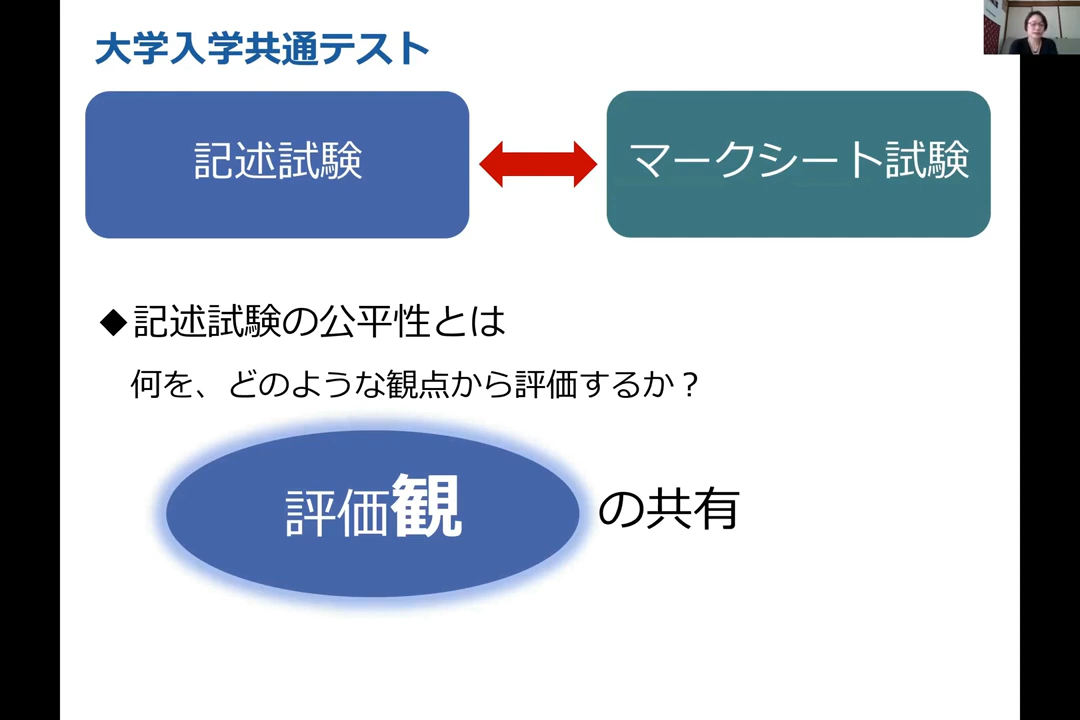 大学入学共通テスト
記述試験
マークシート試験
◆記述試験の公平性とは
何を、どのような観点から評価するか？
評価観
の共有